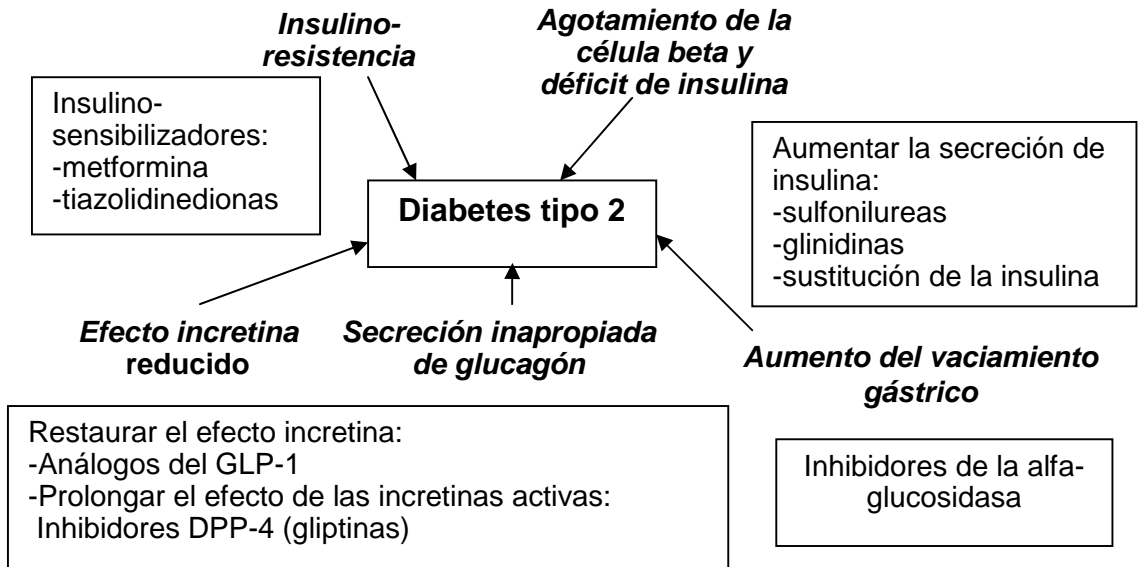 Insulino-
resistencia
Agotamiento de la
célula beta y
déficit de insulina
Insulino-
sensibilizadores:
-metformina
-tiazolidinedionas
Diabetes tipo 2
Aumentar la secreción de
insulina:
-sulfonilureas
-glinidinas
-sustitución de la insulina
Efecto incretina
reducido
Secreción inapropiada
de glucagón
Aumento del vaciamiento
gástrico
Restaurar el efecto incretina:
-Análogos del GLP-1
-Prolongar el efecto de las incretinas activas:
Inhibidores DPP-4 (gliptinas)
Inhibidores de la alfa-
glucosidasa